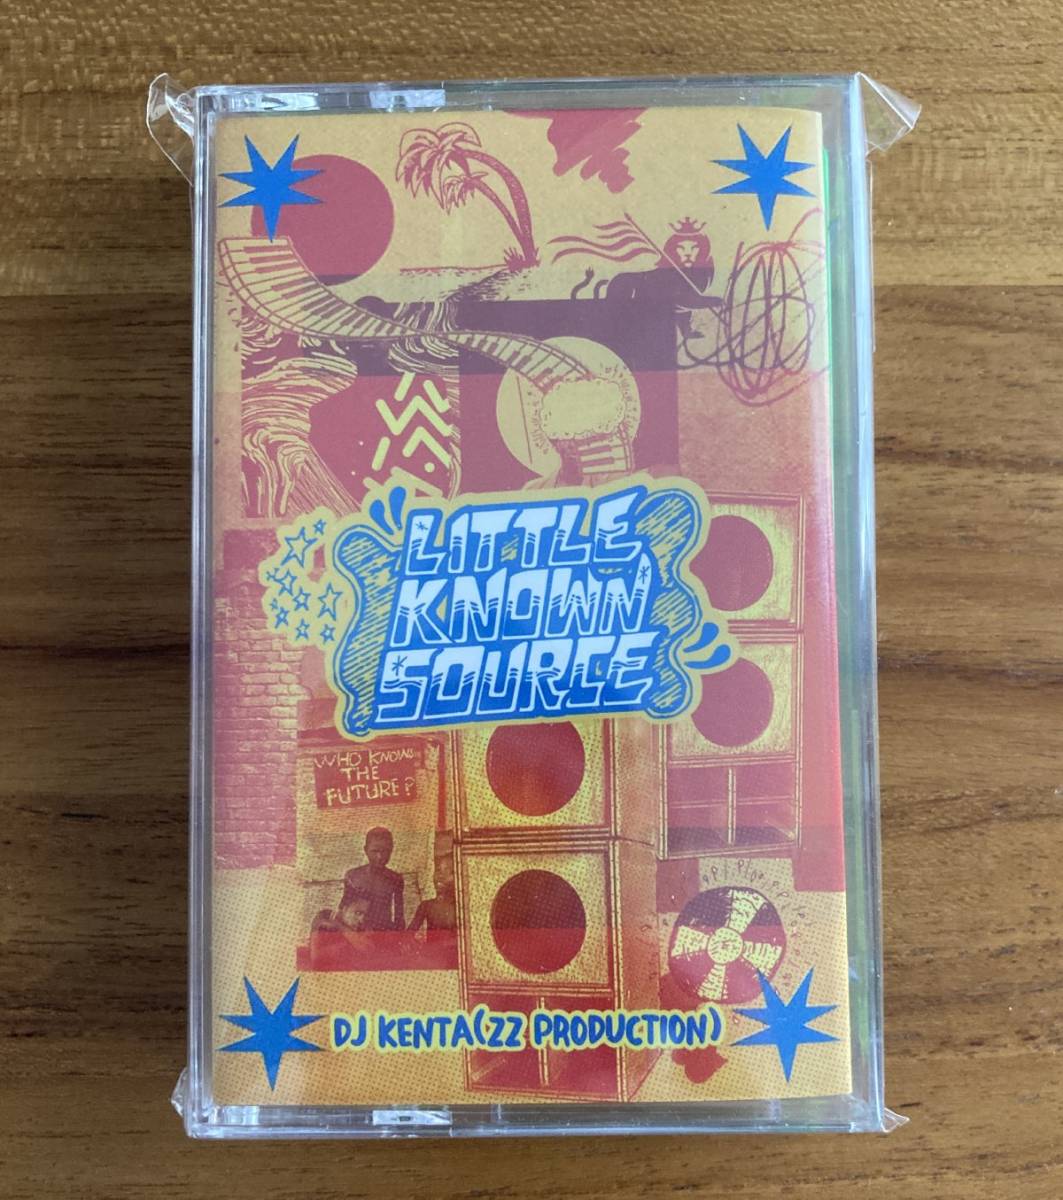 LITTLE
KNOWN
SOURCE
WHO KNOWS
THE
FUTURE?
DJ KENTA(ZZ PRODUCTION)